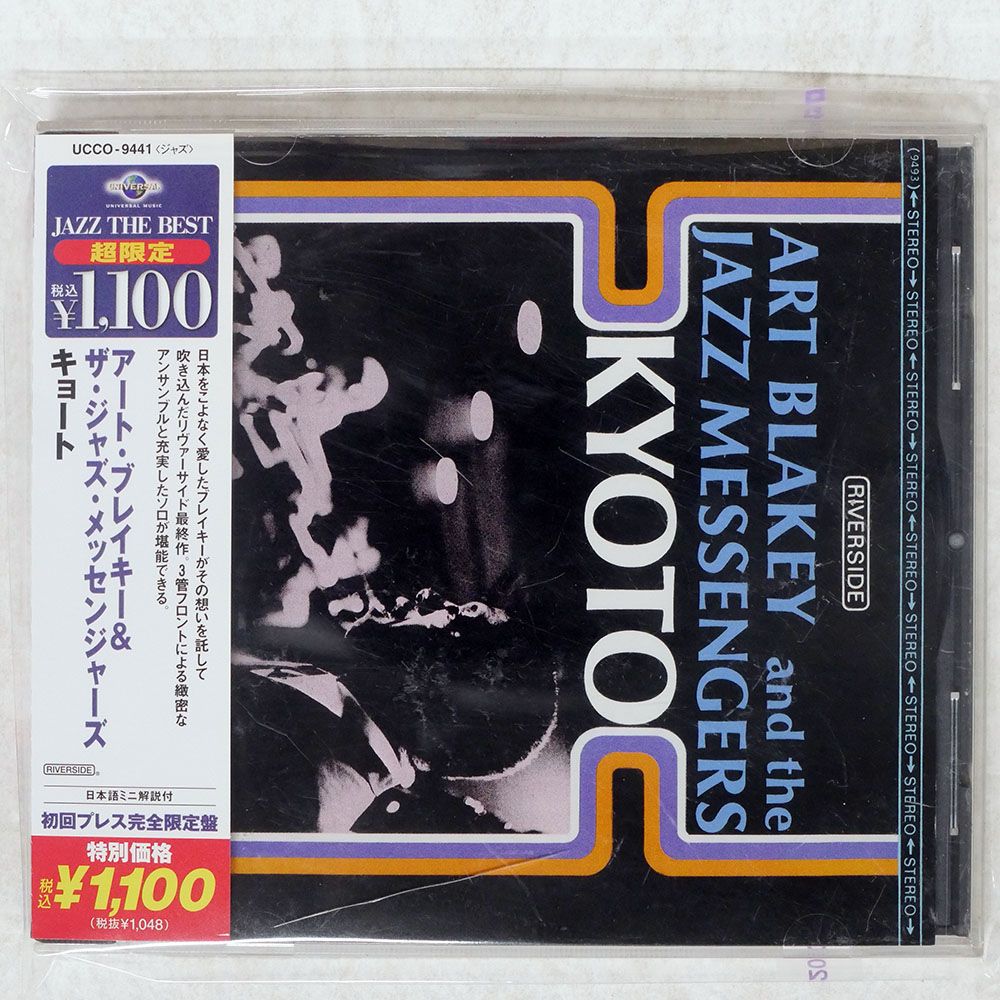 UCCO-9441〈ジャズ〉
UNIVERSAL
UNIVERSAL MUSIC
JAZZ THE BEST
超限定
税込¥1,100
日本をこよなく愛したブレイキーがその想いを託して
吹き込んだリヴァーサイド最終作。3管フロントによる緻密な
アンサンブルと充実したソロが堪能できる。
アート・ブレイキー&
ザ・ジャズ・メッセンジャーズ
キョート
RIVERSIDE®
日本語ミニ解説付
初回プレス完全限定盤
特別価格
税込¥1,100
(税抜¥1,048)
(9493)↑STEREO↓STEREO↑STEREO↓STEREO↑STEREO↓STEREO↑STEREO↓STEREO↑STEREO↓
RIVERSIDE
ART BLAKEY and the
JAZZ MESSENGERS
KYOTO